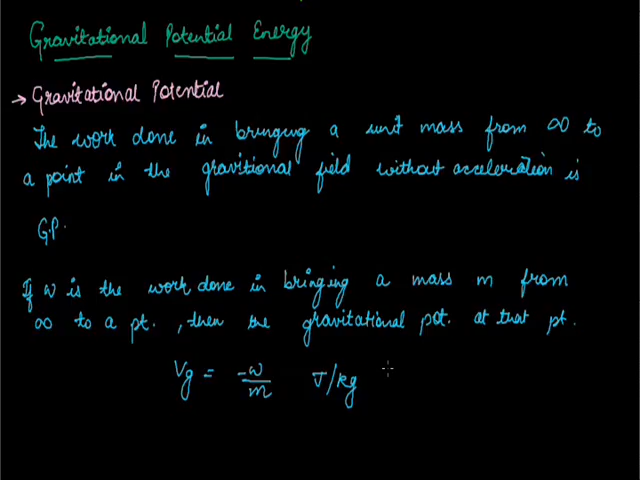 Gravitational Potential Energy
→ Gravitational Potential
The work done in bringing a unit mass from ∞ to
a point in the gravitional field without acceleration is
G.P.
If W is the work done in bringing a mass m from
∞ to a pt. , then the gravitational pot. at that pt.
Vg = -W/m J/kg